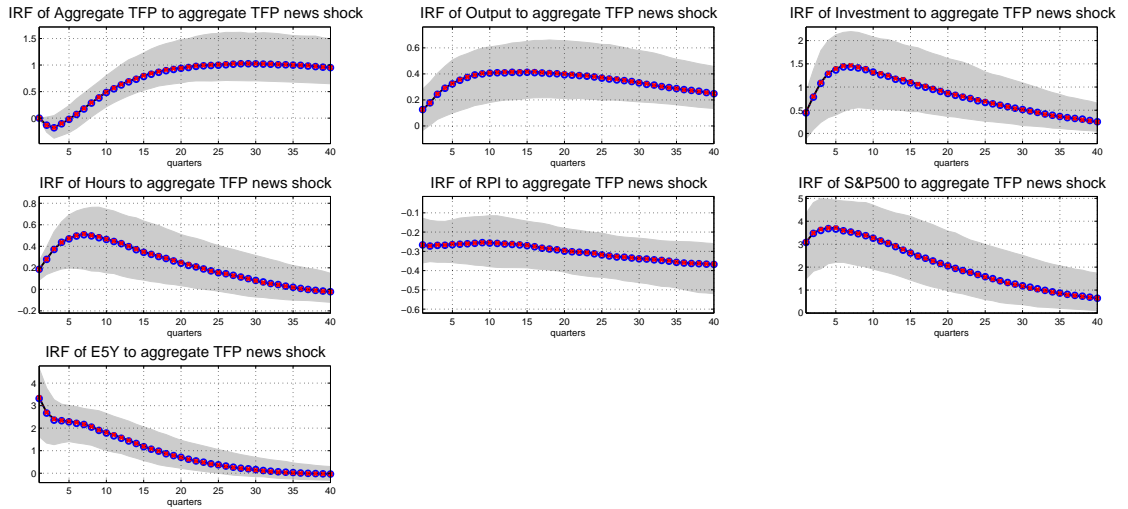 IRF of Aggregate TFP to aggregate TFP news shock
1.5
1
0.5
0
5 10 15 20 25 30 35 40
quarters
IRF of Output to aggregate TFP news shock
0.6
0.4
0.2
0
5 10 15 20 25 30 35 40
quarters
IRF of Investment to aggregate TFP news shock
2
1.5
1
0.5
0
5 10 15 20 25 30 35 40
quarters
IRF of Hours to aggregate TFP news shock
0.8
0.6
0.4
0.2
0
−0.2
5 10 15 20 25 30 35 40
quarters
IRF of RPI to aggregate TFP news shock
−0.1
−0.2
−0.3
−0.4
−0.5
−0.6
5 10 15 20 25 30 35 40
quarters
IRF of S&P500 to aggregate TFP news shock
5
4
3
2
1
0
5 10 15 20 25 30 35 40
quarters
IRF of E5Y to aggregate TFP news shock
4
3
2
1
0
5 10 15 20 25 30 35 40
quarters